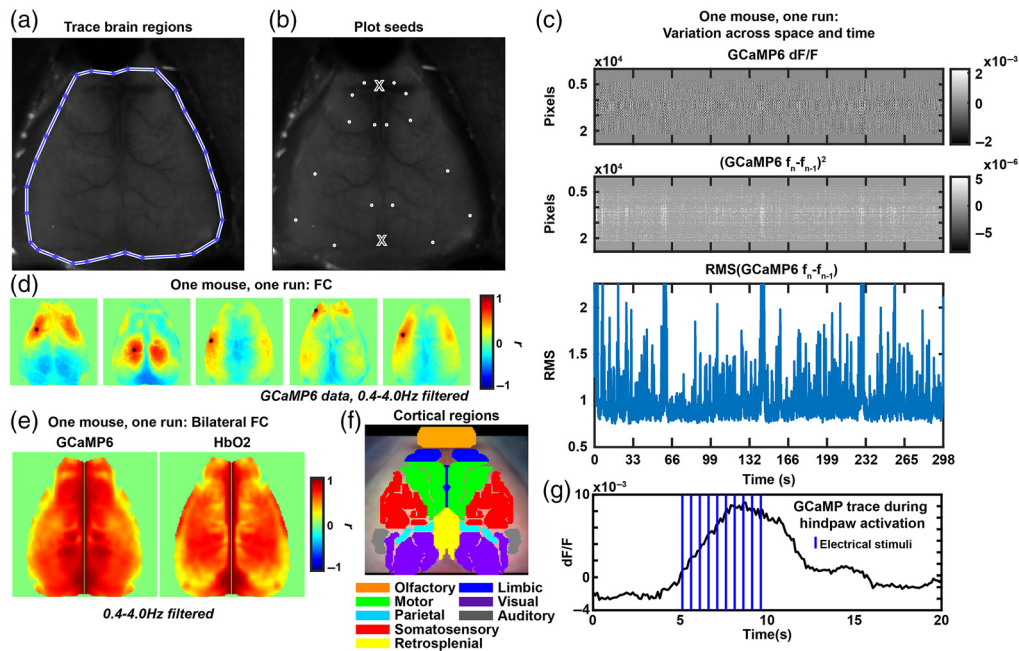 (a)
Trace brain regions
(b)
Plot seeds
X
X
(c)
One mouse, one run:
Variation across space and time
GCaMP6 dF/F
x10⁴
Pixels
0.5
2
x10⁻³
2
0
−2
(GCaMP6 fₙ-fₙ₋₁)²
x10⁴
Pixels
0.5
2
x10⁻⁶
5
0
−5
RMS(GCaMP6 fₙ-fₙ₋₁)
RMS
2
1.5
1
0.5
0 33 66 99 132 166 199 232 265 298
Time (s)
(d)
One mouse, one run: FC
1
r
−1
GCaMP6 data, 0.4-4.0Hz filtered
(e)
One mouse, one run: Bilateral FC
GCaMP6
HbO2
1
r
−1
0.4-4.0Hz filtered
(f)
Cortical regions
Olfactory
Limbic
Motor
Visual
Parietal
Auditory
Somatosensory
Retrosplenial
(g)
10
x10⁻³
GCaMP trace during
hindpaw activation
Electrical stimuli
dF/F
0
−4
0 5 10 15 20
Time(s)